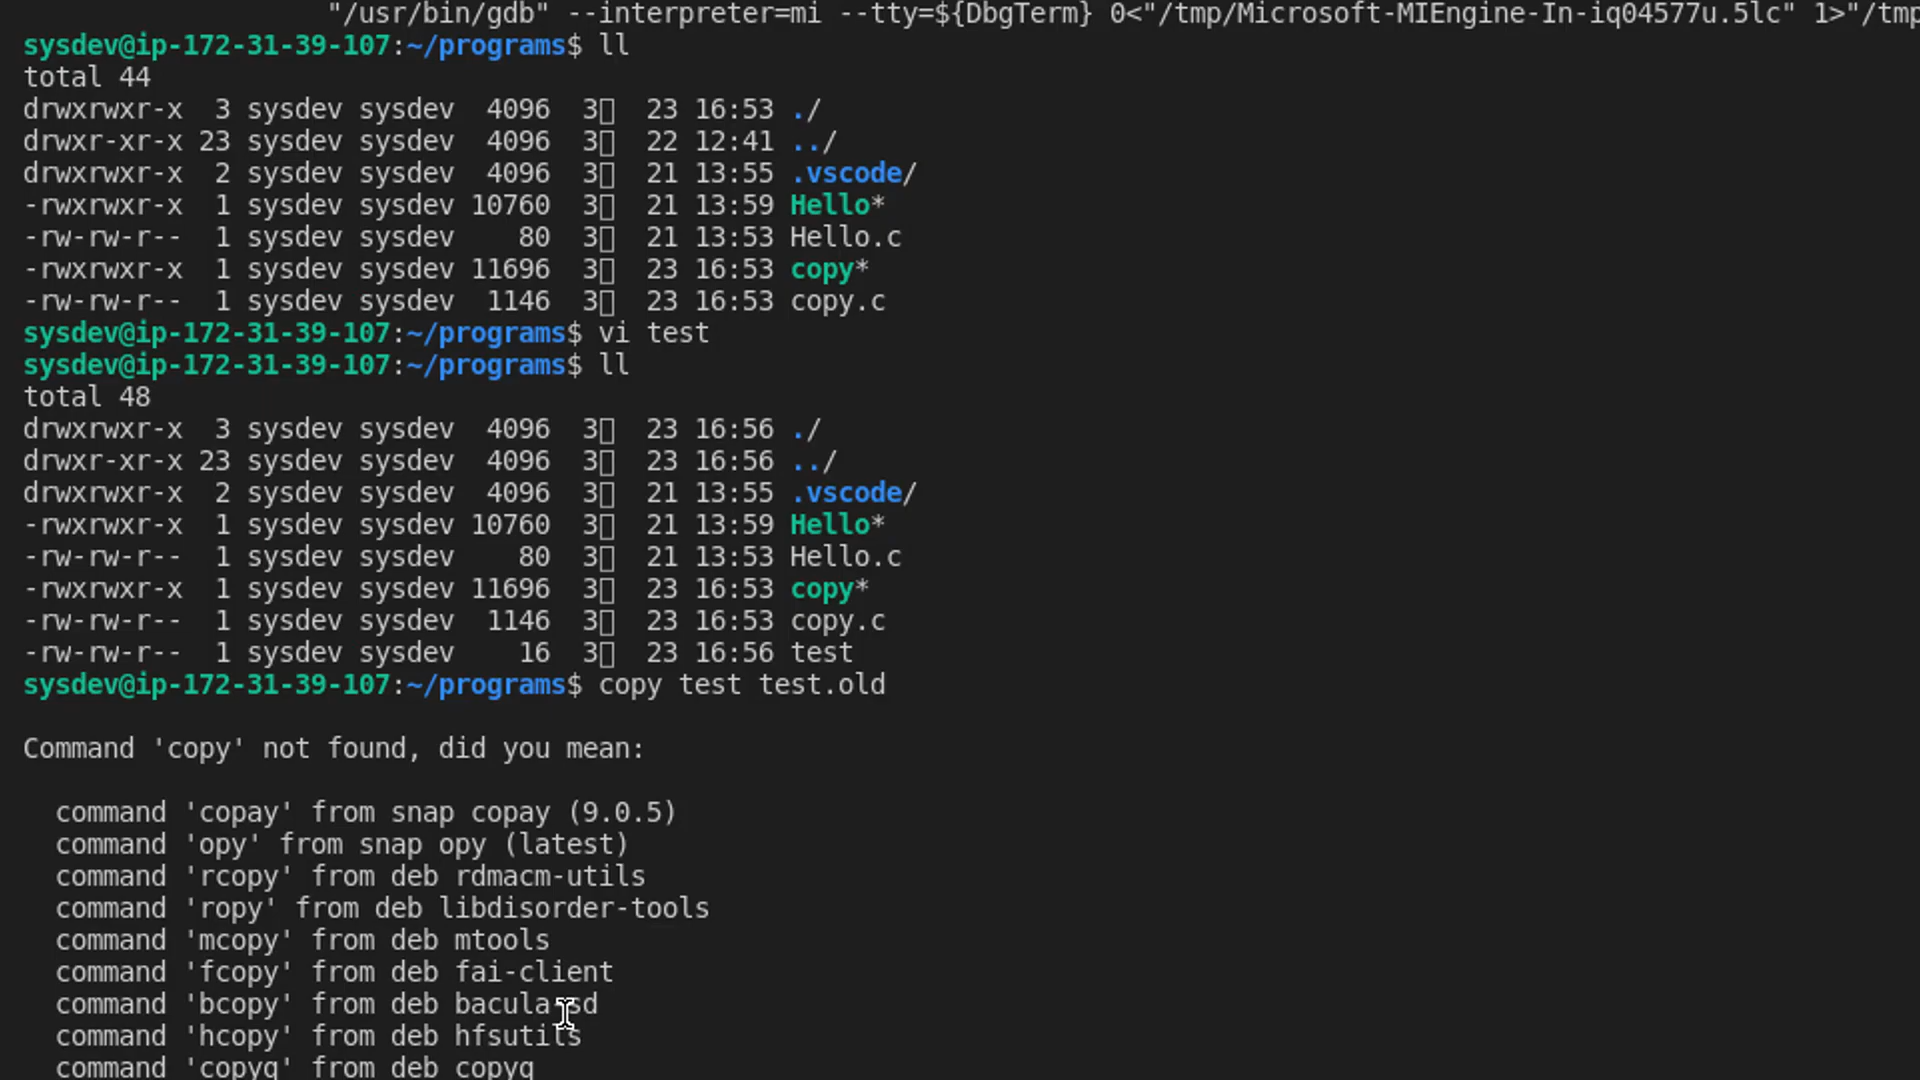 "/usr/bin/gdb" --interpreter=mi --tty=${DbgTerm} 0<"/tmp/Microsoft-MIEngine-In-iq04577u.5lc" 1>"/tmp
sysdev@ip-172-31-39-107:~/programs$ ll
total 44
drwxrwxr-x  3 sysdev sysdev  4096  3  23 16:53 ./
drwxr-xr-x 23 sysdev sysdev  4096  3  22 12:41 ../
drwxrwxr-x  2 sysdev sysdev  4096  3  21 13:55 .vscode/
-rwxrwxr-x  1 sysdev sysdev 10760  3  21 13:59 Hello*
-rw-rw-r--  1 sysdev sysdev    80  3  21 13:53 Hello.c
-rwxrwxr-x  1 sysdev sysdev 11696  3  23 16:53 copy*
-rw-rw-r--  1 sysdev sysdev  1146  3  23 16:53 copy.c
sysdev@ip-172-31-39-107:~/programs$ vi test
sysdev@ip-172-31-39-107:~/programs$ ll
total 48
drwxrwxr-x  3 sysdev sysdev  4096  3  23 16:56 ./
drwxr-xr-x 23 sysdev sysdev  4096  3  23 16:56 ../
drwxrwxr-x  2 sysdev sysdev  4096  3  21 13:55 .vscode/
-rwxrwxr-x  1 sysdev sysdev 10760  3  21 13:59 Hello*
-rw-rw-r--  1 sysdev sysdev    80  3  21 13:53 Hello.c
-rwxrwxr-x  1 sysdev sysdev 11696  3  23 16:53 copy*
-rw-rw-r--  1 sysdev sysdev  1146  3  23 16:53 copy.c
-rw-rw-r--  1 sysdev sysdev    16  3  23 16:56 test
sysdev@ip-172-31-39-107:~/programs$ copy test test.old
Command 'copy' not found, did you mean:
command 'copay' from snap copay (9.0.5)
command 'opy' from snap opy (latest)
command 'rcopy' from deb rdmacm-utils
command 'ropy' from deb libdisorder-tools
command 'mcopy' from deb mtools
command 'fcopy' from deb fai-client
command 'bcopy' from deb bacula-sd
command 'hcopy' from deb hfsutils
command 'copyq' from deb copyq